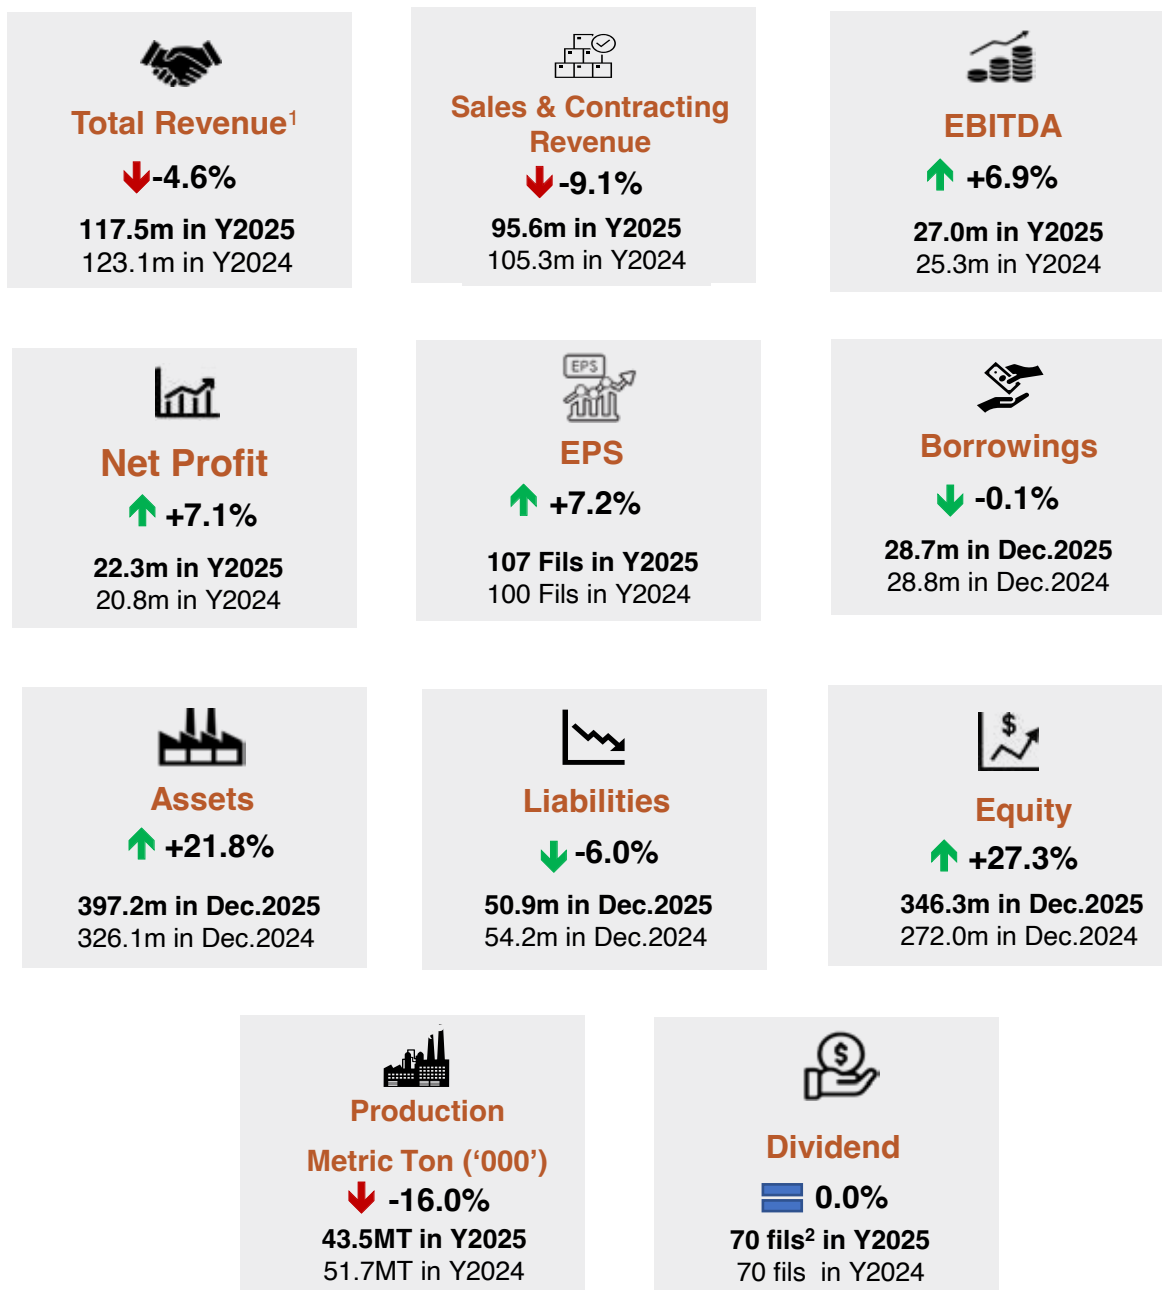 Total Revenue¹
-4.6%
117.5m in Y2025
123.1m in Y2024
Sales & Contracting
Revenue
-9.1%
95.6m in Y2025
105.3m in Y2024
EBITDA
+6.9%
27.0m in Y2025
25.3m in Y2024
Net Profit
+7.1%
22.3m in Y2025
20.8m in Y2024
EPS
EPS
+7.2%
107 Fils in Y2025
100 Fils in Y2024
Borrowings
-0.1%
28.7m in Dec.2025
28.8m in Dec.2024
Assets
+21.8%
397.2m in Dec.2025
326.1m in Dec.2024
Liabilities
-6.0%
50.9m in Dec.2025
54.2m in Dec.2024
$
Equity
+27.3%
346.3m in Dec.2025
272.0m in Dec.2024
Production
Metric Ton (‘000’)
-16.0%
43.5MT in Y2025
51.7MT in Y2024
$
Dividend
0.0%
70 fils² in Y2025
70 fils in Y2024